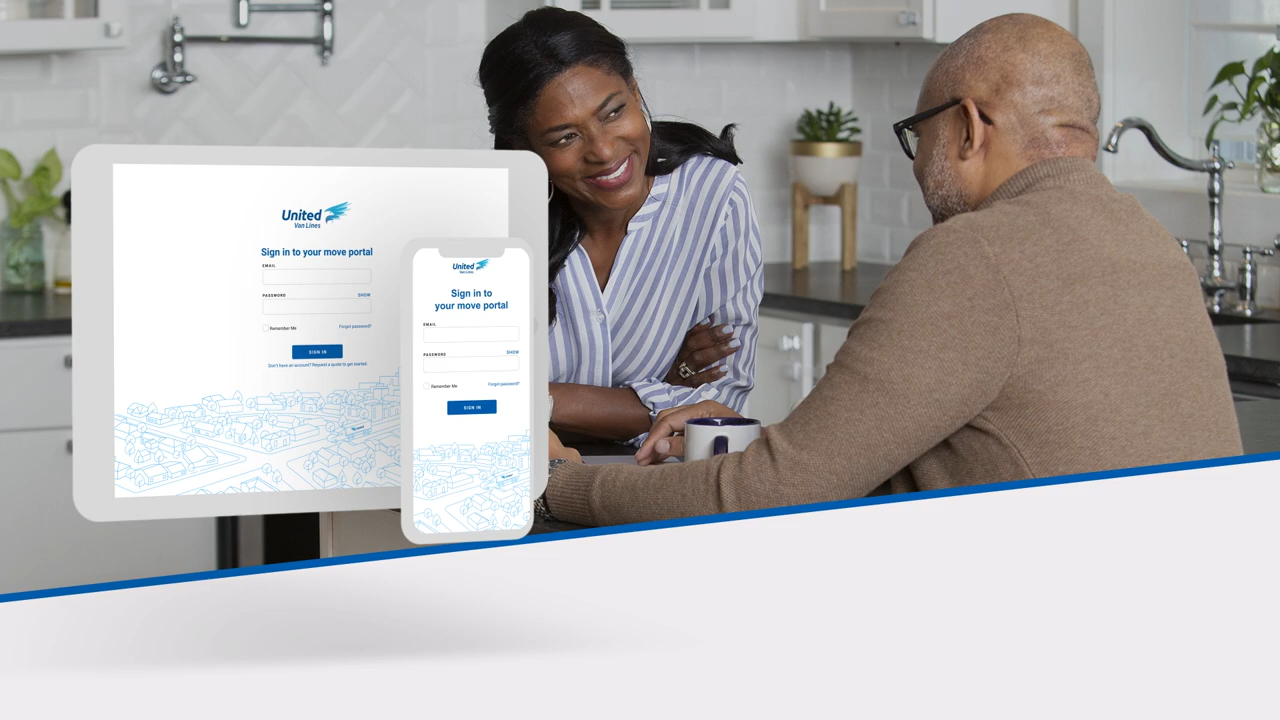 United
Van Lines
Sign in to your move portal
EMAIL
PASSWORD
SHOW
Remember Me
Forgot password?
SIGN IN
Don't have an account? Request a quote to get started.
United
Van Lines
Sign in to
your move portal
EMAIL
PASSWORD
SHOW
Remember Me
Forgot password?
SIGN IN